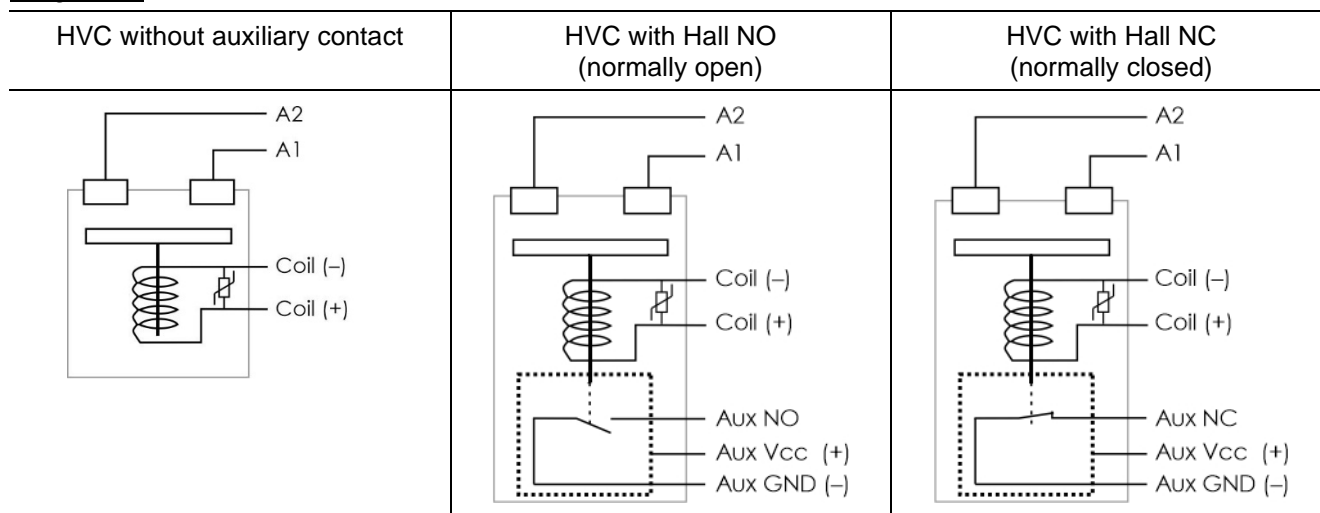 HVC without auxiliary contact
HVC with Hall NO
(normally open)
HVC with Hall NC
(normally closed)
A2
A1
Coil (–)
Coil (+)
A2
A1
Coil (–)
Coil (+)
Aux NO
Aux Vcc (+)
Aux GND (–)
A2
A1
Coil (–)
Coil (+)
Aux NC
Aux Vcc (+)
Aux GND (–)